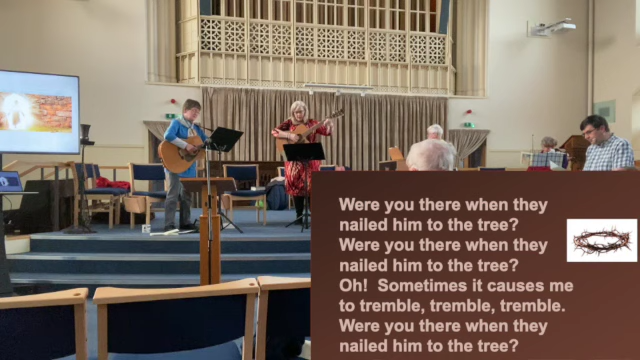 Were you there when they
nailed him to the tree?
Were you there when they
nailed him to the tree?
Oh!  Sometimes it causes me
to tremble, tremble, tremble.
Were you there when they
nailed him to the tree?